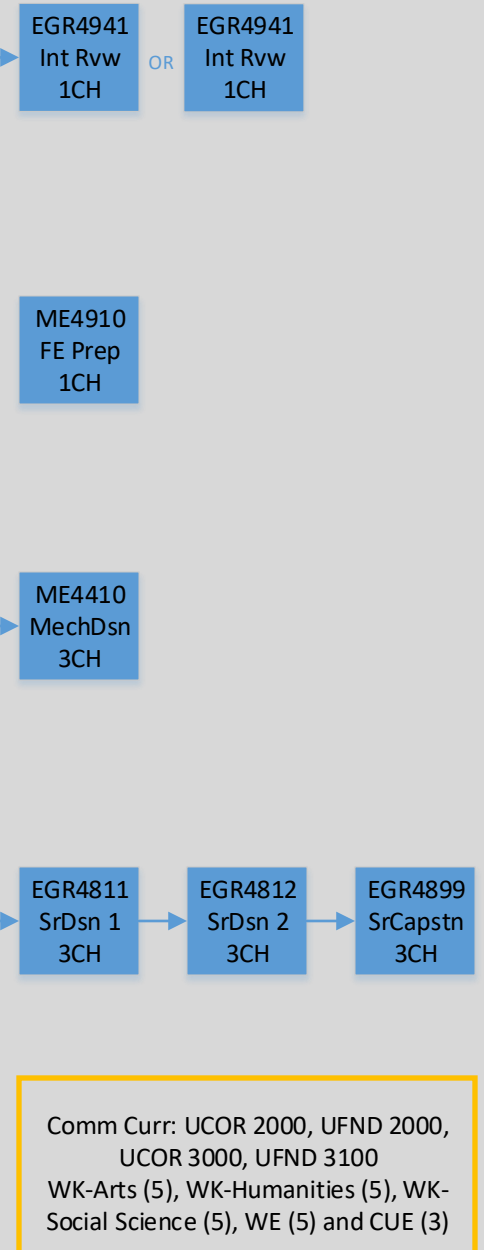 EGR4941
Int Rvw
1CH
OR
EGR4941
Int Rvw
1CH
ME4910
FE Prep
1CH
ME4410
MechDsn
3CH
EGR4811
SrDsn 1
3CH
EGR4812
SrDsn 2
3CH
EGR4899
SrCapstn
3CH
Comm Curr: UCOR 2000, UFND 2000,
UCOR 3000, UFND 3100
WK-Arts (5), WK-Humanities (5), WK-
Social Science (5), WE (5) and CUE (3)